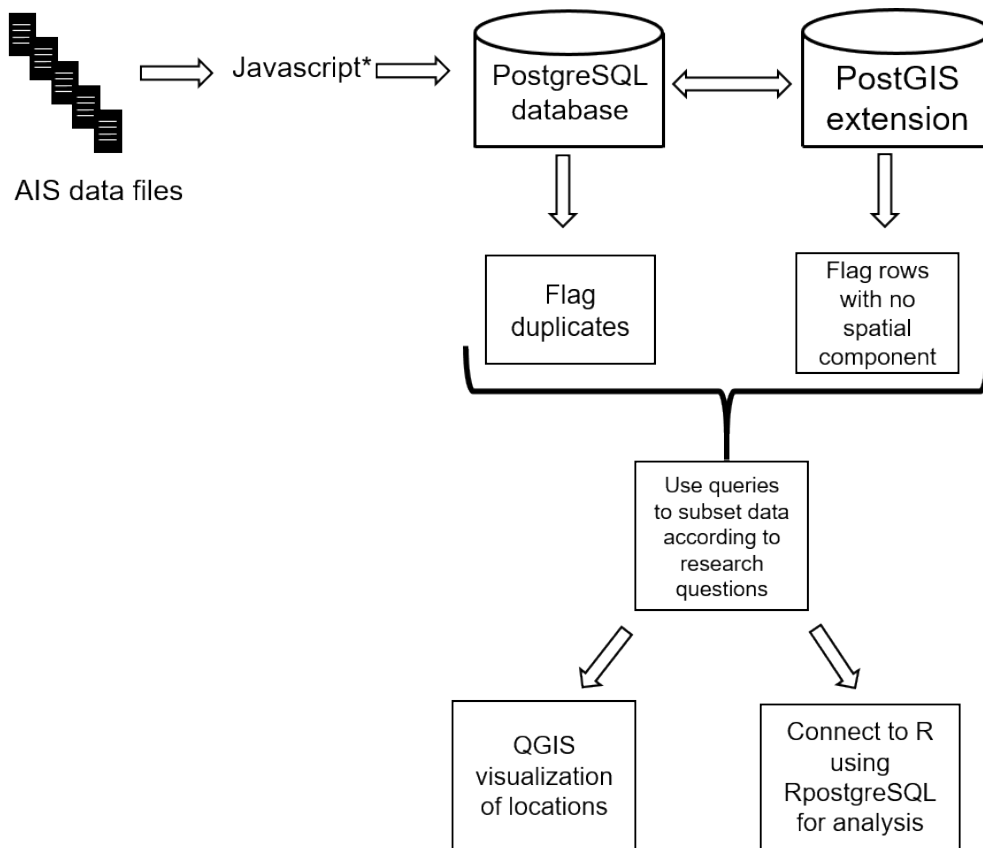 AIS data files
Javascript*
PostgreSQL
database
PostGIS
extension
Flag
duplicates
Flag rows
with no
spatial
component
Use queries
to subset data
according to
research
questions
QGIS
visualization
of locations
Connect to R
using
RpostgreSQL
for analysis